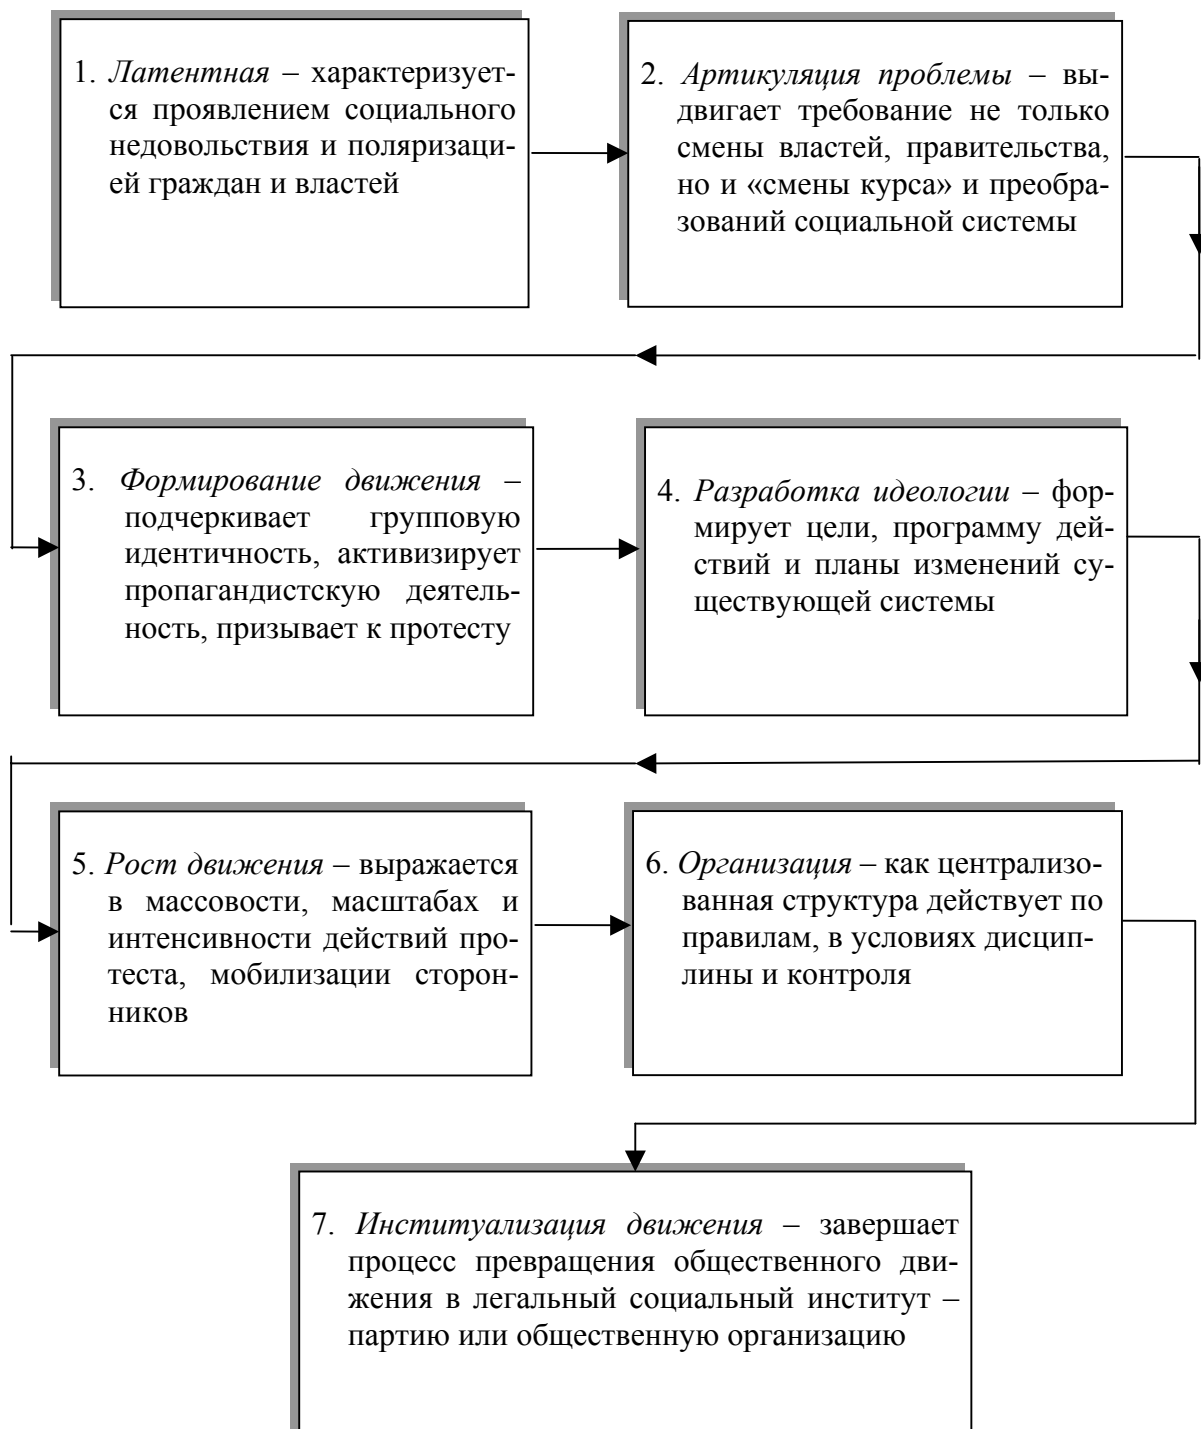 1. Латентная – характеризует-
ся проявлением социального
недовольствия и поляризаци-
ей граждан и властей
2. Артикуляция проблемы – вы-
двигает требование не только
смены властей, правительства,
но и «смены курса» и преобра-
зований социальной системы
3. Формирование движения –
подчеркивает групповую
идентичность, активизирует
пропагандистскую деятель-
ность, призывает к протесту
4. Разработка идеологии – фор-
мирует цели, программу дей-
ствий и планы изменений су-
ществующей системы
5. Рост движения – выражается
в массовости, масштабах и
интенсивности действий про-
теста, мобилизации сторон-
ников
6. Организация – как централизо-
ванная структура действует по
правилам, в условиях дисцип-
лины и контроля
7. Институализация движения – завершает
процесс превращения общественного дви-
жения в легальный социальный институт –
партию или общественную организацию